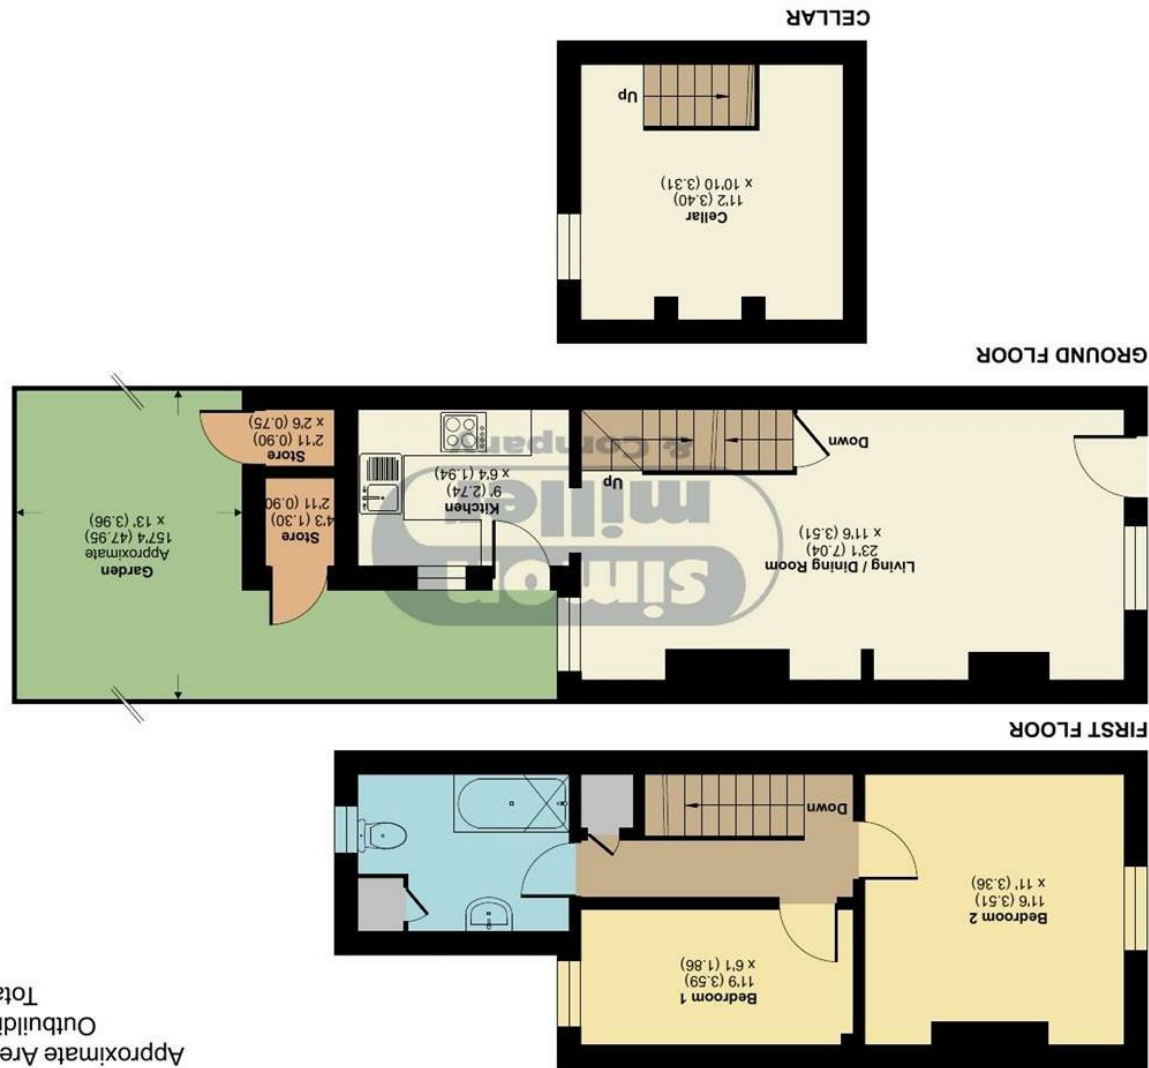 Approximate Are
Outbuildi
Tota
Bedroom 1
11'9 (3.59)
x 6'1 (1.86)
Bedroom 2
11'6 (3.51)
x 11' (3.36)
Down
FIRST FLOOR
Living / Dining Room
23'1 (7.04)
x 11'6 (3.51)
simon
miller
& Company
Garden
Approximate
157'4 (47.95)
x 13' (3.96)
Store
4'3 (1.30)
2'11 (0.90
Kitchen
9' (2.74)
x 6'4 (1.94)
Up
Down
Store
2'11 (0.90)
x 2'6 (0.75)
GROUND FLOOR
Cellar
11'2 (3.40)
x 10'10 (3.31)
Up
CELLAR